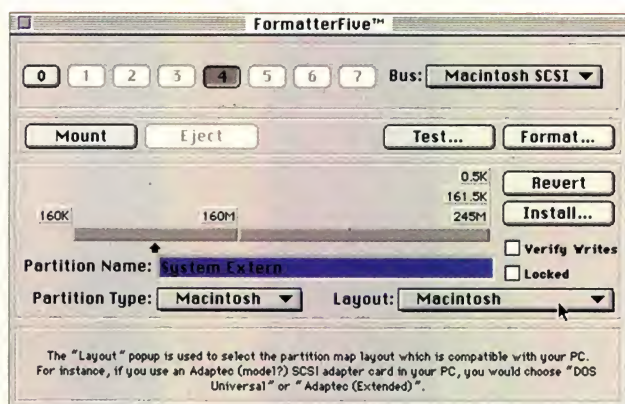 FormatterFive™
0 1 2 3 4 5 6 7 Bus: Macintosh SCSI
Mount Eject Test... Format...
0.5K
161.5K
160K 160M 245M
Revert
Install...
Verify Writes
Locked
Partition Name: System Extern
Partition Type: Macintosh Layout: Macintosh
The "Layout" popup is used to select the partition map layout which is compatible with your PC.
For instance, if you use an Adaptec (model?) SCSI adapter card in your PC, you would choose "DOS
Universal" or "Adaptec (Extended)".